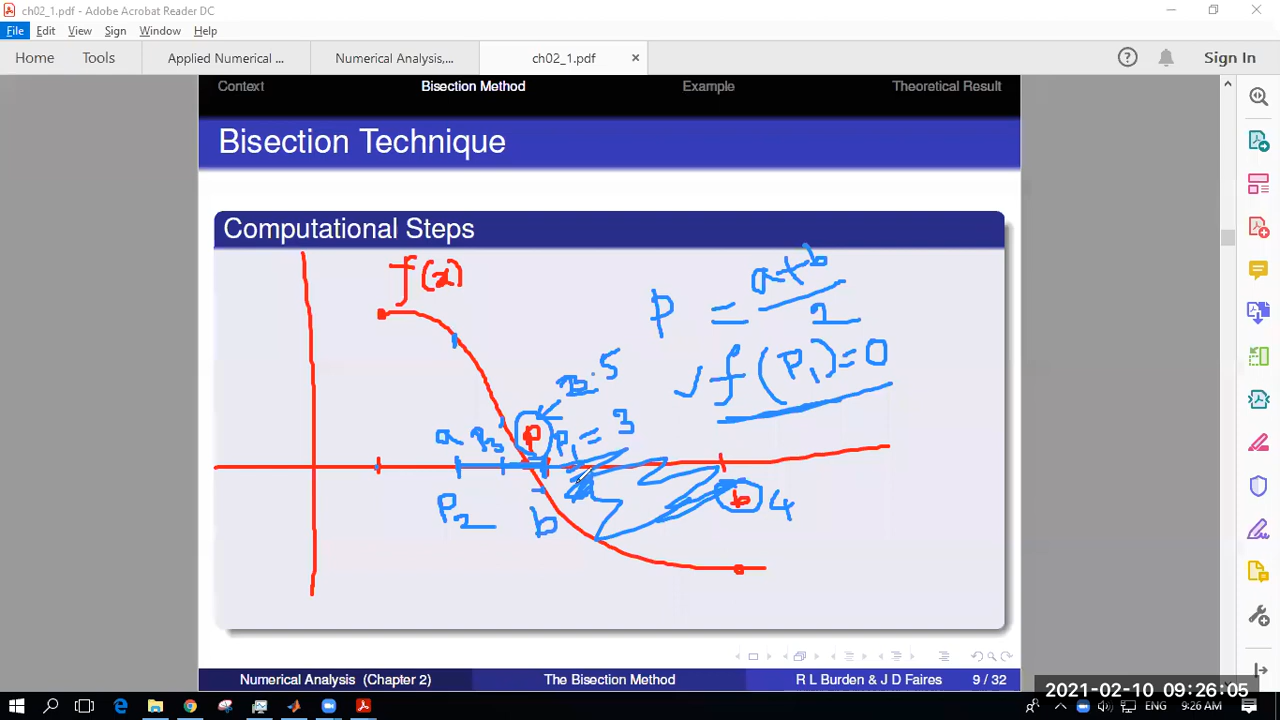 ch02_1.pdf - Adobe Acrobat Reader DC
File Edit View Sign Window Help
Home Tools Applied Numerical ... Numerical Analysis,... ch02_1.pdf × Sign In
Context Bisection Method Example Theoretical Result
Bisection Technique
Computational Steps
f(x)
p = a+b
2
√ f(P₁)=0
.5
a P₃ p P₁ = 3
P₂ b b 4
Numerical Analysis (Chapter 2) The Bisection Method R L Burden & J D Faires 9 / 32
2021-02-10 09:26:05
ENG 9:26 AM